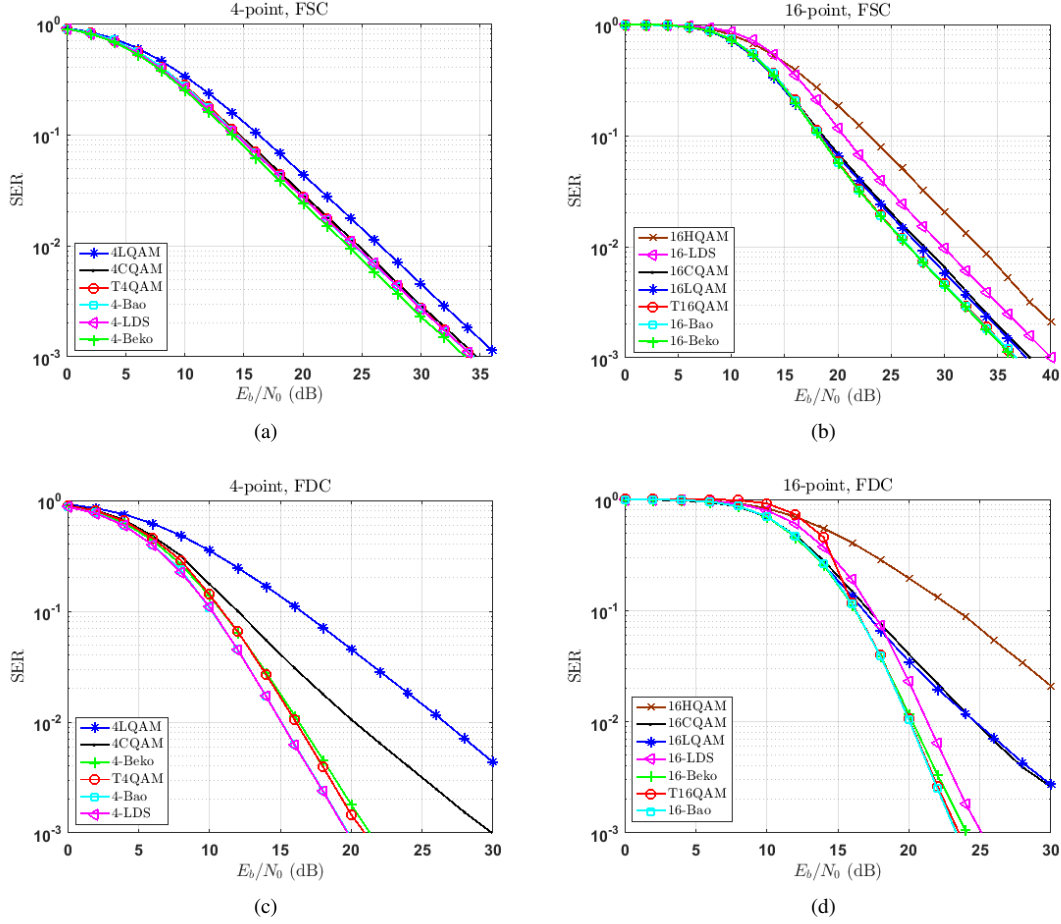 4-point, FSC
SER
10^0
10^-1
10^-2
10^-3
4LQAM
4CQAM
T4QAM
4-Bao
4-LDS
4-Beko
0 5 10 15 20 25 30 35
E_b/N_0 (dB)
(a)
16-point, FSC
SER
10^0
10^-1
10^-2
10^-3
16HQAM
16-LDS
16CQAM
16LQAM
T16QAM
16-Bao
16-Beko
0 5 10 15 20 25 30 35 40
E_b/N_0 (dB)
(b)
4-point, FDC
SER
10^0
10^-1
10^-2
10^-3
4LQAM
4CQAM
4-Beko
T4QAM
4-Bao
4-LDS
0 5 10 15 20 25 30
E_b/N_0 (dB)
(c)
16-point, FDC
SER
10^0
10^-1
10^-2
10^-3
16HQAM
16CQAM
16LQAM
16-LDS
16-Beko
T16QAM
16-Bao
0 5 10 15 20 25 30
E_b/N_0 (dB)
(d)